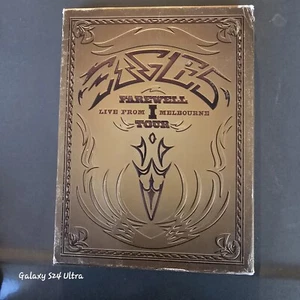 EAGLES
FAREWELL
I
LIVE FROM MELBOURNE
TOUR
Galaxy S24 Ultra